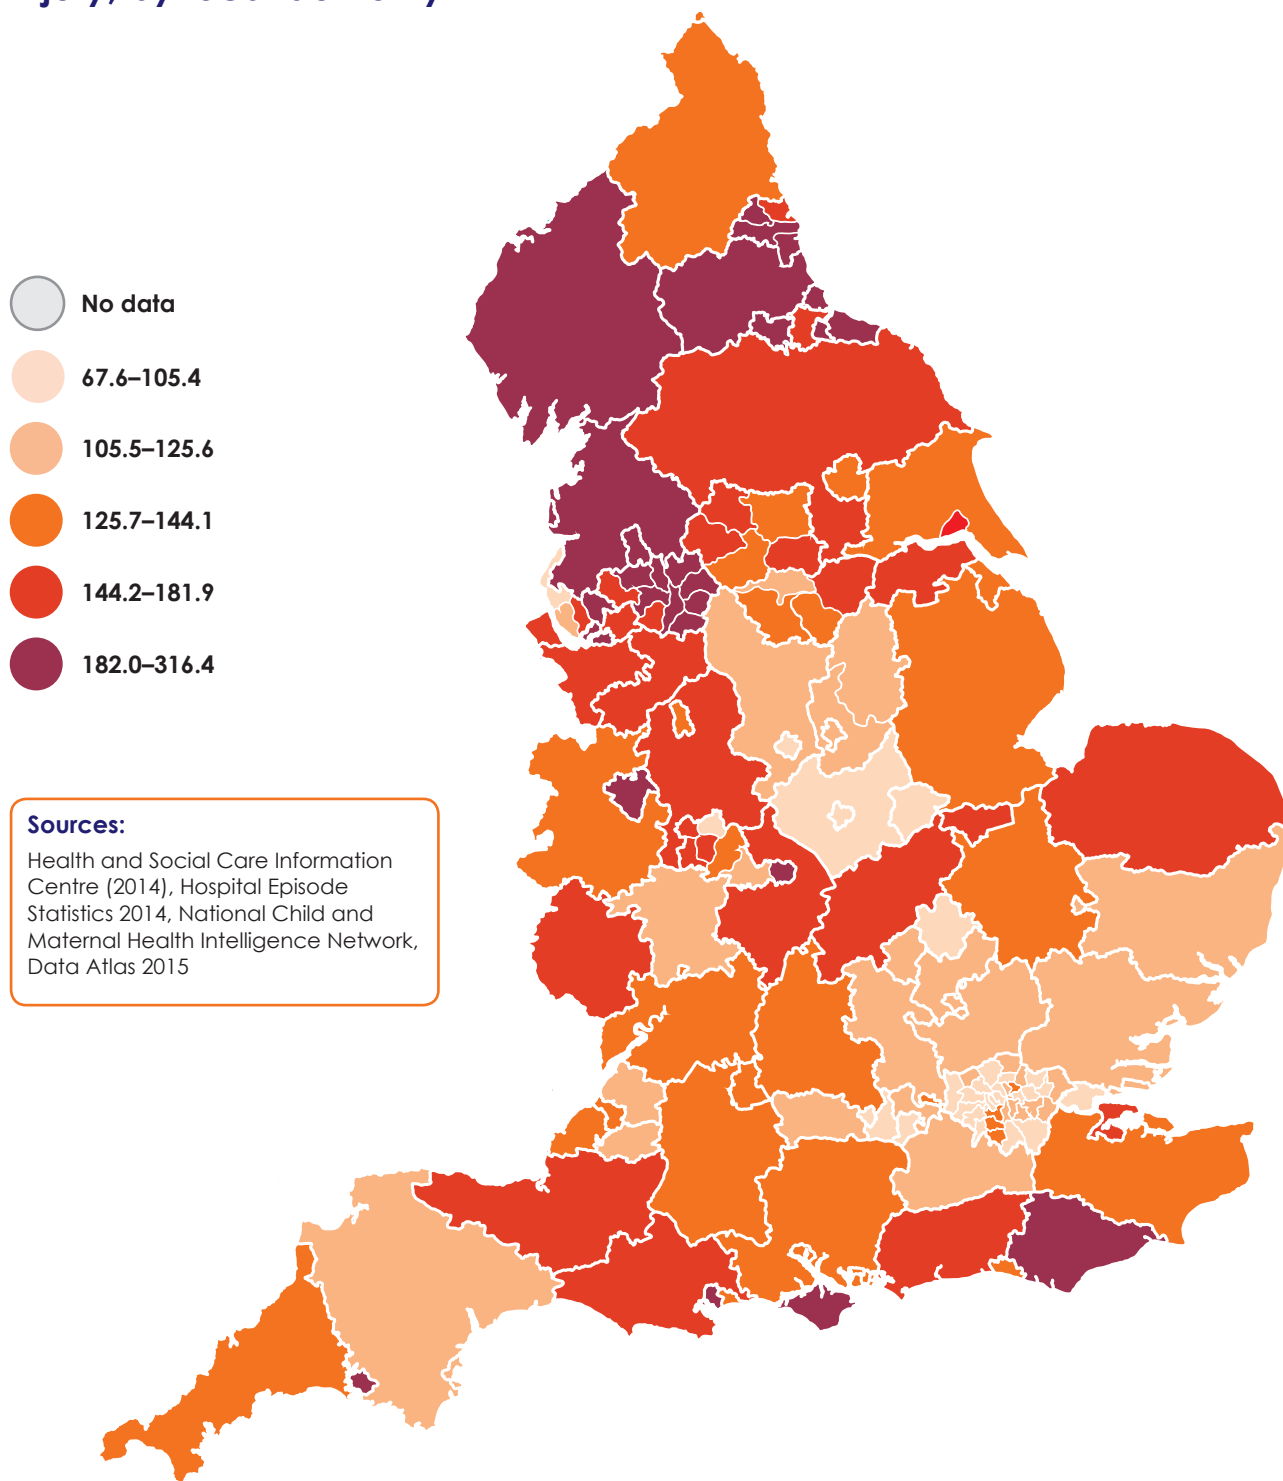 No data
67.6–105.4
105.5–125.6
125.7–144.1
144.2–181.9
182.0–316.4
Sources:
Health and Social Care Information
Centre (2014), Hospital Episode
Statistics 2014, National Child and
Maternal Health Intelligence Network,
Data Atlas 2015